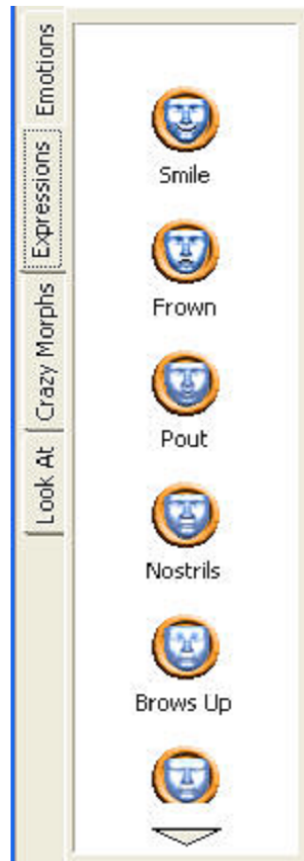 Emotions
Expressions
Crazy Morphs
Look At
Smile
Frown
Pout
Nostrils
Brows Up